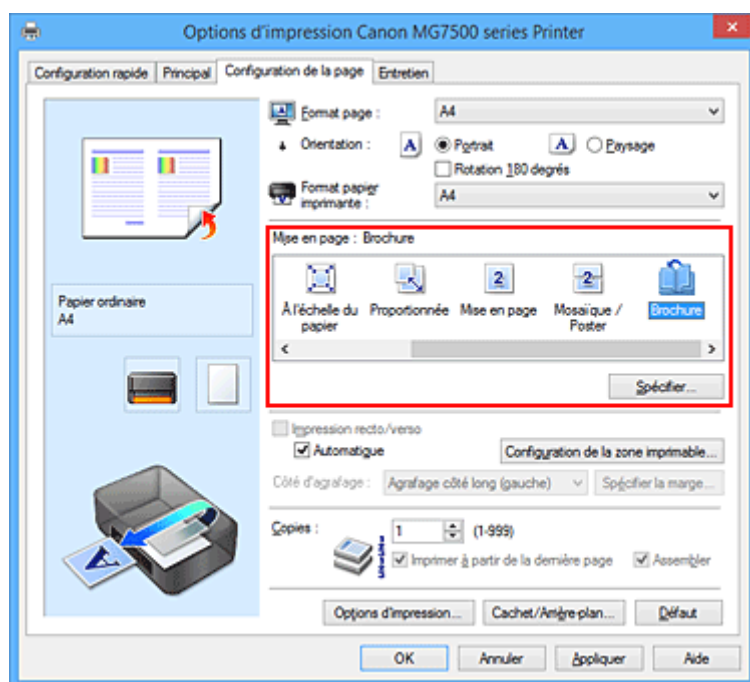 Options d'impression Canon MG7500 series Printer
Configuration rapide Principal Configuration de la page Entretien
Format page : A4
Orientation : A Portrait A Paysage
Rotation 180 degrés
Format papier
imprimante : A4
Mise en page : Brochure
À l'échelle du
papier
Proportionnée
Mise en page
Mosaïque /
Poster
Brochure
Spécifier...
Papier ordinaire
A4
Impression recto/verso
Automatique
Configuration de la zone imprimable...
Côté d'agrafage : Agrafage côté long (gauche) Spécifier la marge...
Copies : 1 (1-999)
Imprimer à partir de la dernière page Assembler
Options d'impression... Cachet/Arrière-plan... Défaut
OK Annuler Appliquer Aide